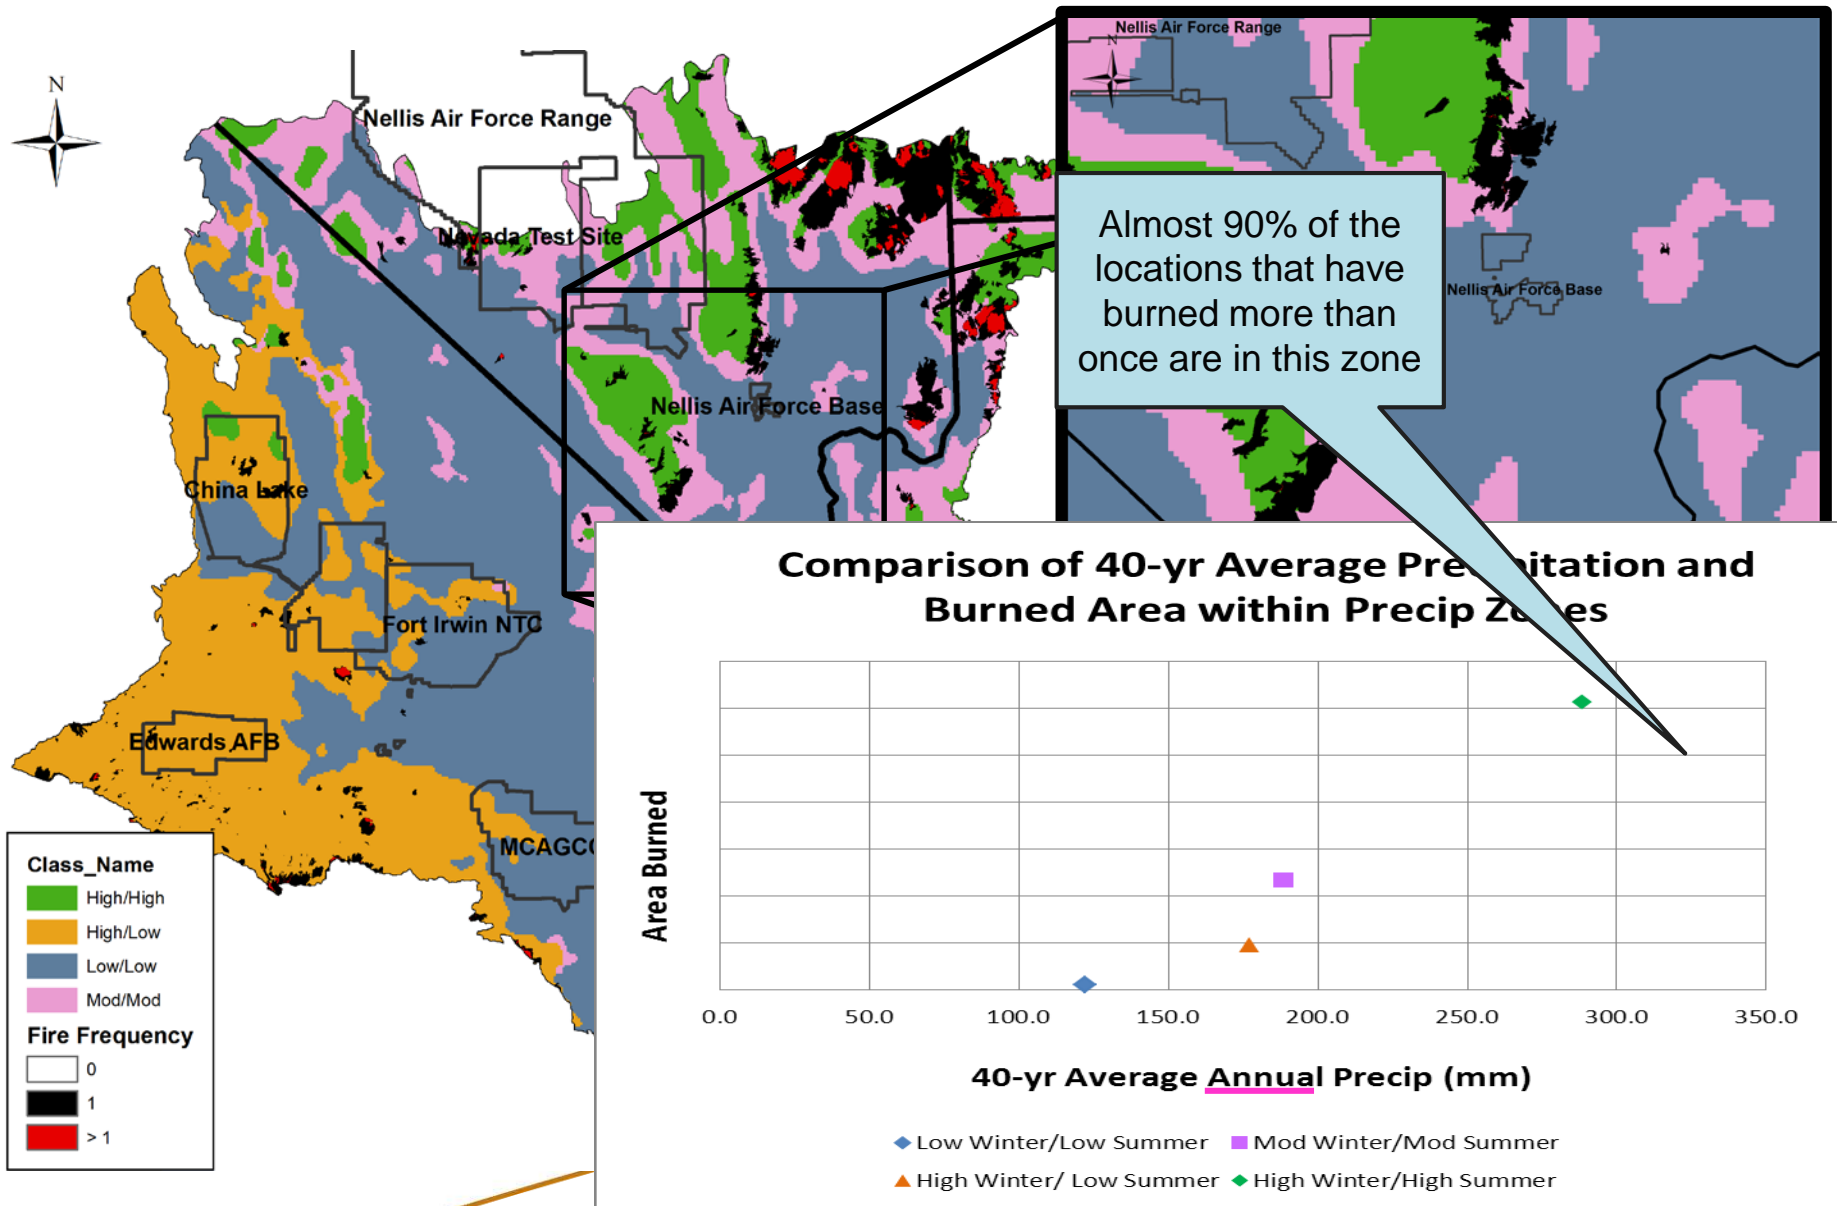 N
Nellis Air Force Range
Nevada Test Site
Nellis Air Force Base
China Lake
Fort Irwin NTC
Edwards AFB
MCAGCC
Class_Name
High/High
High/Low
Low/Low
Mod/Mod
Fire Frequency
0
1
> 1
Nellis Air Force Range
N
Nellis Air Force Base
Almost 90% of the
locations that have
burned more than
once are in this zone
Comparison of 40-yr Average Pre itation and
Burned Area within Precip Z es
Area Burned
0.0
50.0
100.0
150.0
200.0
250.0
300.0
350.0
40-yr Average Annual Precip (mm)
Low Winter/Low Summer
Mod Winter/Mod Summer
High Winter/ Low Summer
High Winter/High Summer